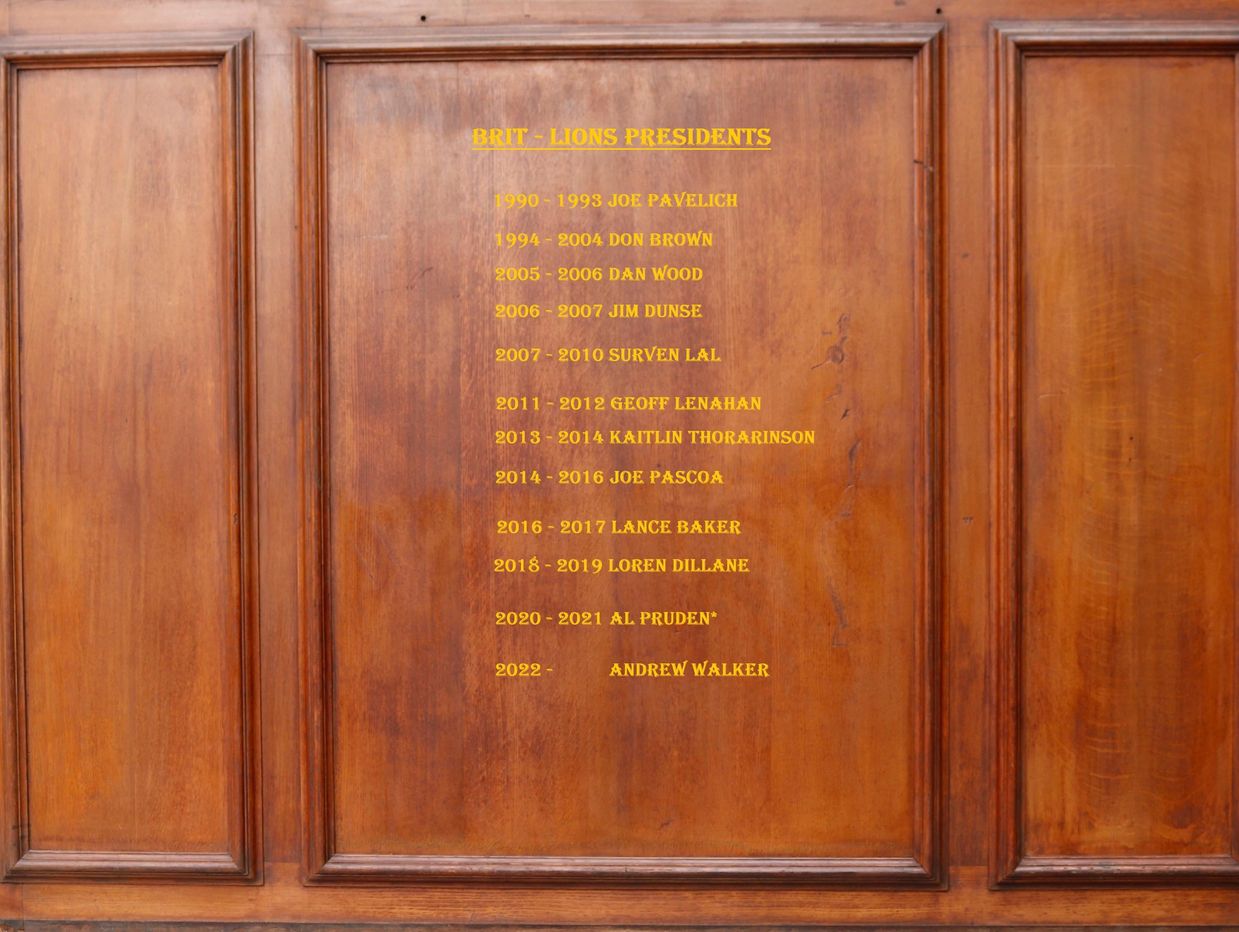 BRIT - LIONS PRESIDENTS
1990 - 1993 JOE PAVELICH
1994 - 2004 DON BROWN
2005 - 2006 DAN WOOD
2006 - 2007 JIM DUNSE
2007 - 2010 SURVEN LAL
2011 - 2012 GEOFF LENAHAN
2013 - 2014 KAITLIN THORARINSON
2014 - 2016 JOE PASCOA
2016 - 2017 LANCE BAKER
2018 - 2019 LOREN DILLANE
2020 - 2021 AL PRUDEN*
2022 - ANDREW WALKER